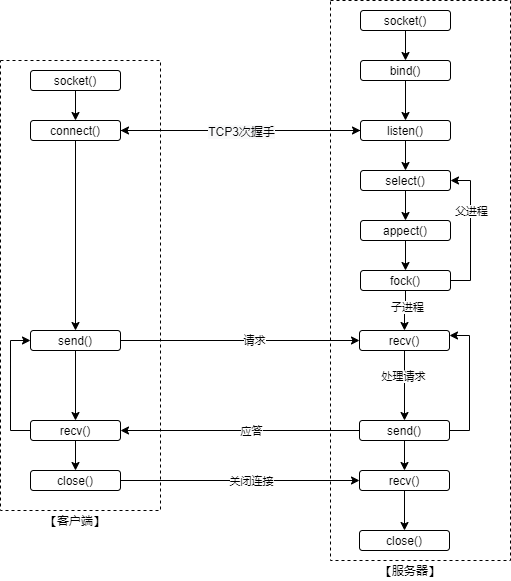 socket()
bind()
socket()
connect()
TCP3次握手
listen()
select()
父进程
appect()
fock()
子进程
send()
请求
recv()
处理请求
recv()
应答
send()
close()
关闭连接
recv()
【客户端】
close()
【服务器】